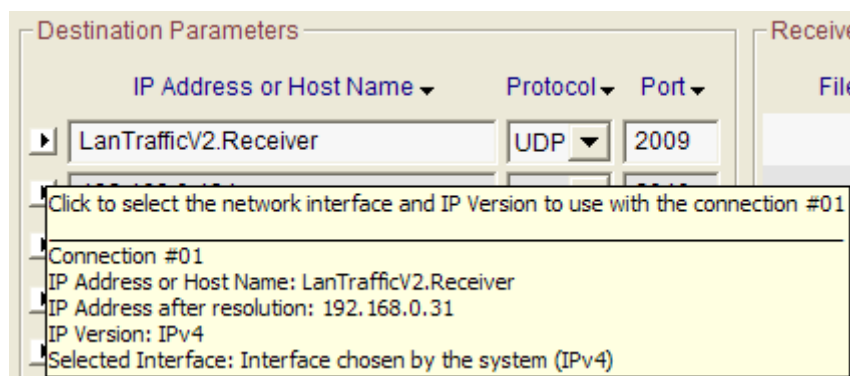 Destination Parameters
IP Address or Host Name Protocol Port
LanTrafficV2.Receiver UDP 2009
Click to select the network interface and IP Version to use with the connection #01
Connection #01
IP Address or Host Name: LanTrafficV2.Receiver
IP Address after resolution: 192.168.0.31
IP Version: IPv4
Selected Interface: Interface chosen by the system (IPv4)